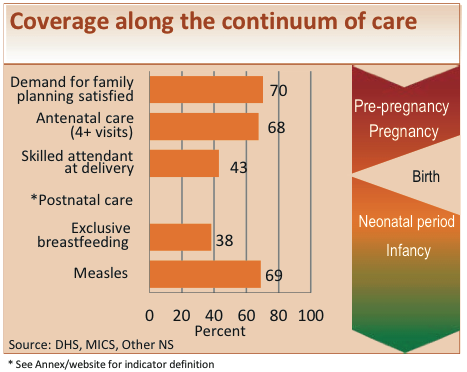 Coverage along the continuum of care
Demand for family
planning satisfied
70
Antenatal care
(4+ visits)
68
Skilled attendant
at delivery
43
*Postnatal care
Exclusive
breastfeeding
38
Measles
69
0 20 40 60 80 100
Percent
Pre-pregnancy
Pregnancy
Birth
Neonatal period
Infancy
Source: DHS, MICS, Other NS
* See Annex/website for indicator definition